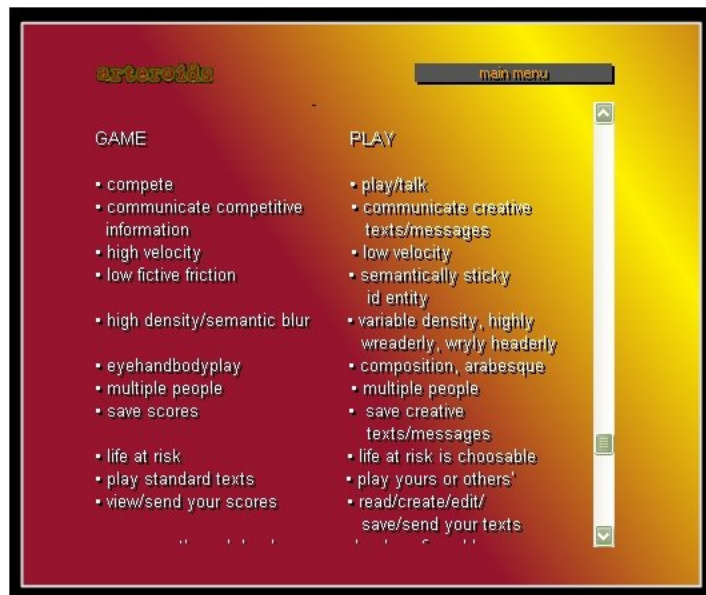 arteroids
main menu
GAME
• compete
• communicate competitive
information
• high velocity
• low fictive friction
• high density/semantic blur
• eyehandbodyplay
• multiple people
• save scores
• life at risk
• play standard texts
• view/send your scores
PLAY
• play/talk
• communicate creative
texts/messages
• low velocity
• semantically sticky
id entity
• variable density, highly
wreaderly, wryly headerly
• composition, arabesque
• multiple people
• save creative
texts/messages
• life at risk is choosable
• play yours or others'
• read/create/edit/
save/send your texts